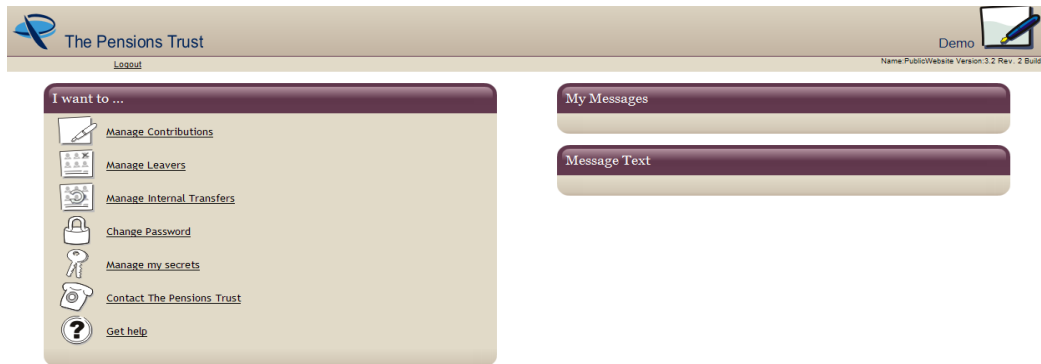 The Pensions Trust
Demo
Logout
Name:PublicWebsite Version:3.2 Rev. 2 Build
I want to ...
Manage Contributions
Manage Leavers
Manage Internal Transfers
Change Password
Manage my secrets
Contact The Pensions Trust
Get help
My Messages
Message Text